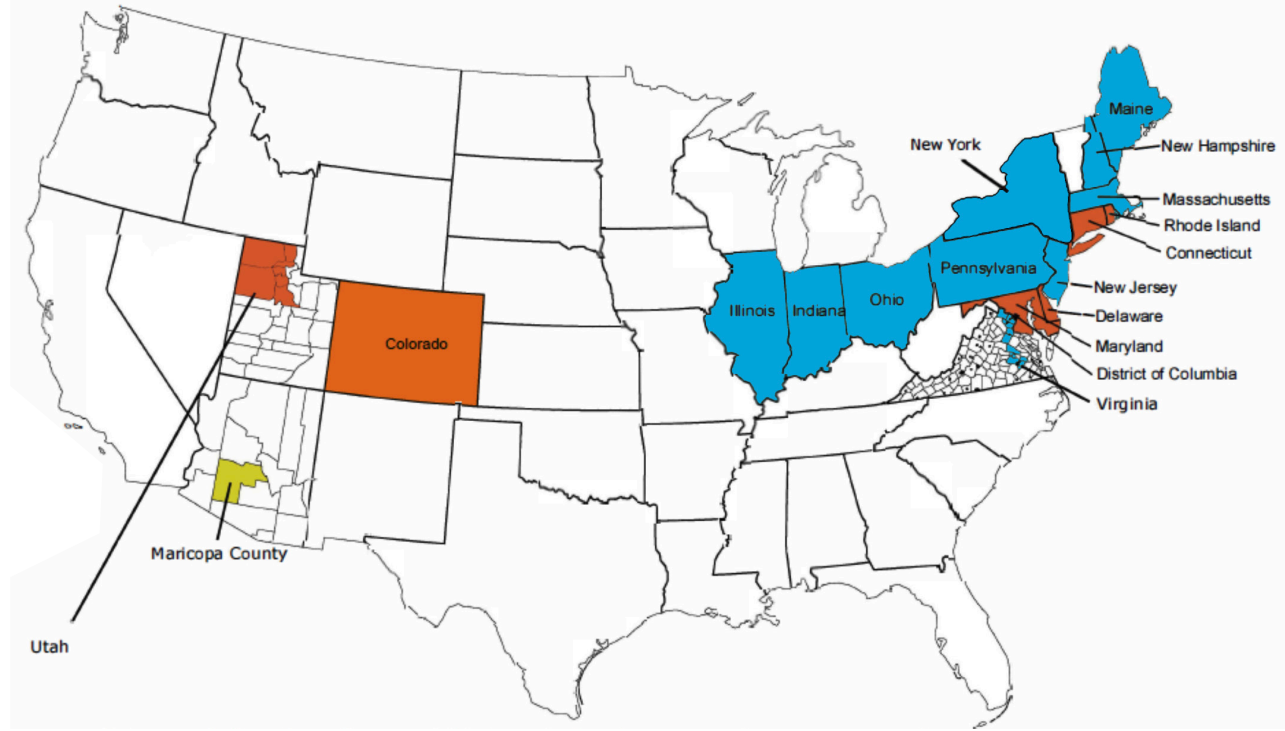 Maine
New York
New Hampshire
Massachusetts
Rhode Island
Connecticut
Pennsylvania
New Jersey
Illinois
Indiana
Ohio
Delaware
Colorado
Maryland
District of Columbia
Virginia
Maricopa County
Utah